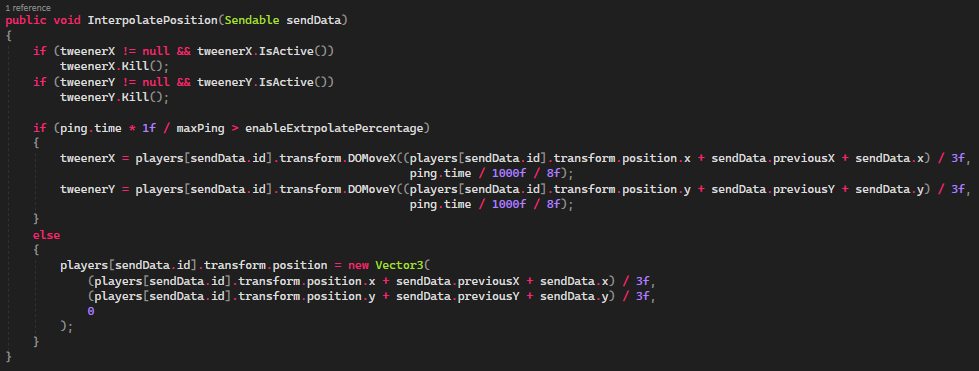 1 reference
public void InterpolatePosition(Sendable sendData)
{
if (tweenerX != null && tweenerX.IsActive())
tweenerX.Kill();
if (tweenerY != null && tweenerY.IsActive())
tweenerY.Kill();
if (ping.time * 1f / maxPing > enableExtrpolatePercentage)
{
tweenerX = players[sendData.id].transform.DOMoveX((players[sendData.id].transform.position.x + sendData.previousX + sendData.x) / 3f,
ping.time / 1000f / 8f);
tweenerY = players[sendData.id].transform.DOMoveY((players[sendData.id].transform.position.y + sendData.previousY + sendData.y) / 3f,
ping.time / 1000f / 8f);
}
else
{
players[sendData.id].transform.position = new Vector3(
(players[sendData.id].transform.position.x + sendData.previousX + sendData.x) / 3f,
(players[sendData.id].transform.position.y + sendData.previousY + sendData.y) / 3f,
0
);
}
}